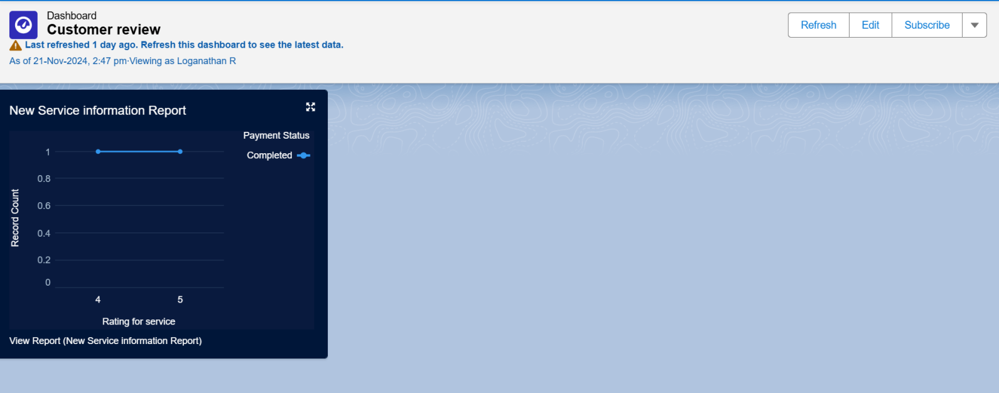 Dashboard
Customer review
Last refreshed 1 day ago. Refresh this dashboard to see the latest data.
As of 21-Nov-2024, 2:47 pm·Viewing as Loganathan R
Refresh
Edit
Subscribe
New Service information Report
Payment Status
Completed
Record Count
1
0.8
0.6
0.4
0.2
0
4
5
Rating for service
View Report (New Service information Report)